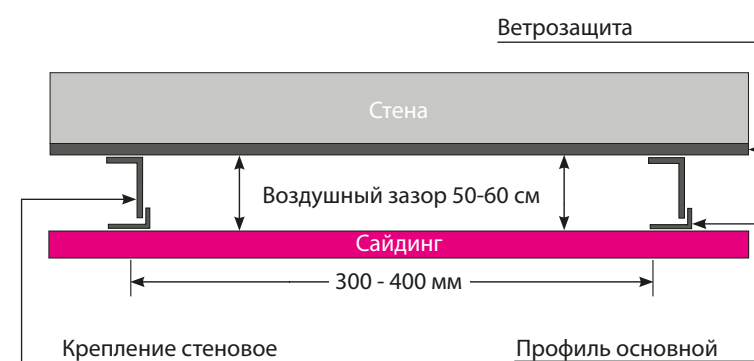 Ветрозащита
Стена
Воздушный зазор 50-60 см
Сайдинг
300 - 400 мм
Крепление стеновое
Профиль основной